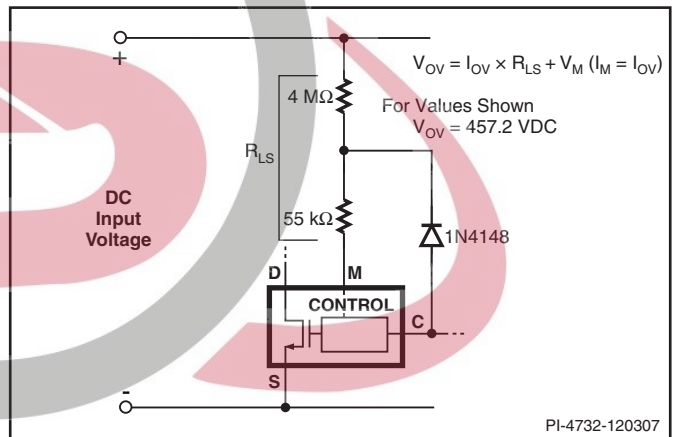 +
V_OV = I_OV × R_LS + V_M (I_M = I_OV)
4 MΩ
For Values Shown
V_OV = 457.2 VDC
R_LS
DC
Input
Voltage
55 kΩ
1N4148
D
M
CONTROL
C
S
-
PI-4732-120307